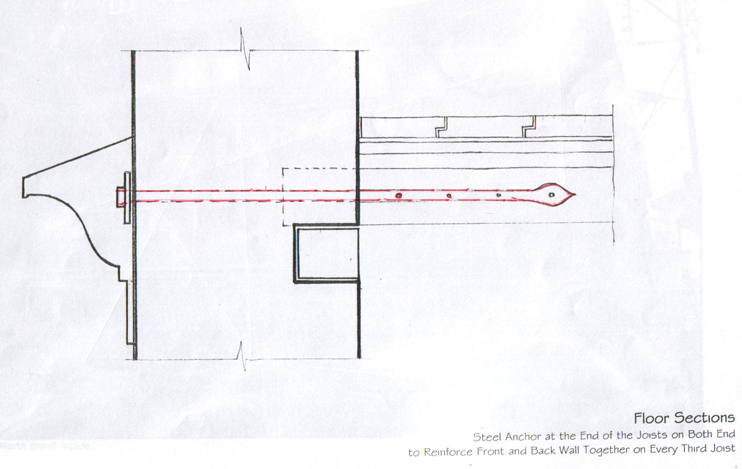 Floor Sections
Steel Anchor at the End of the Joists on Both End
to Reinforce Front and Back Wall Together on Every Third Joist